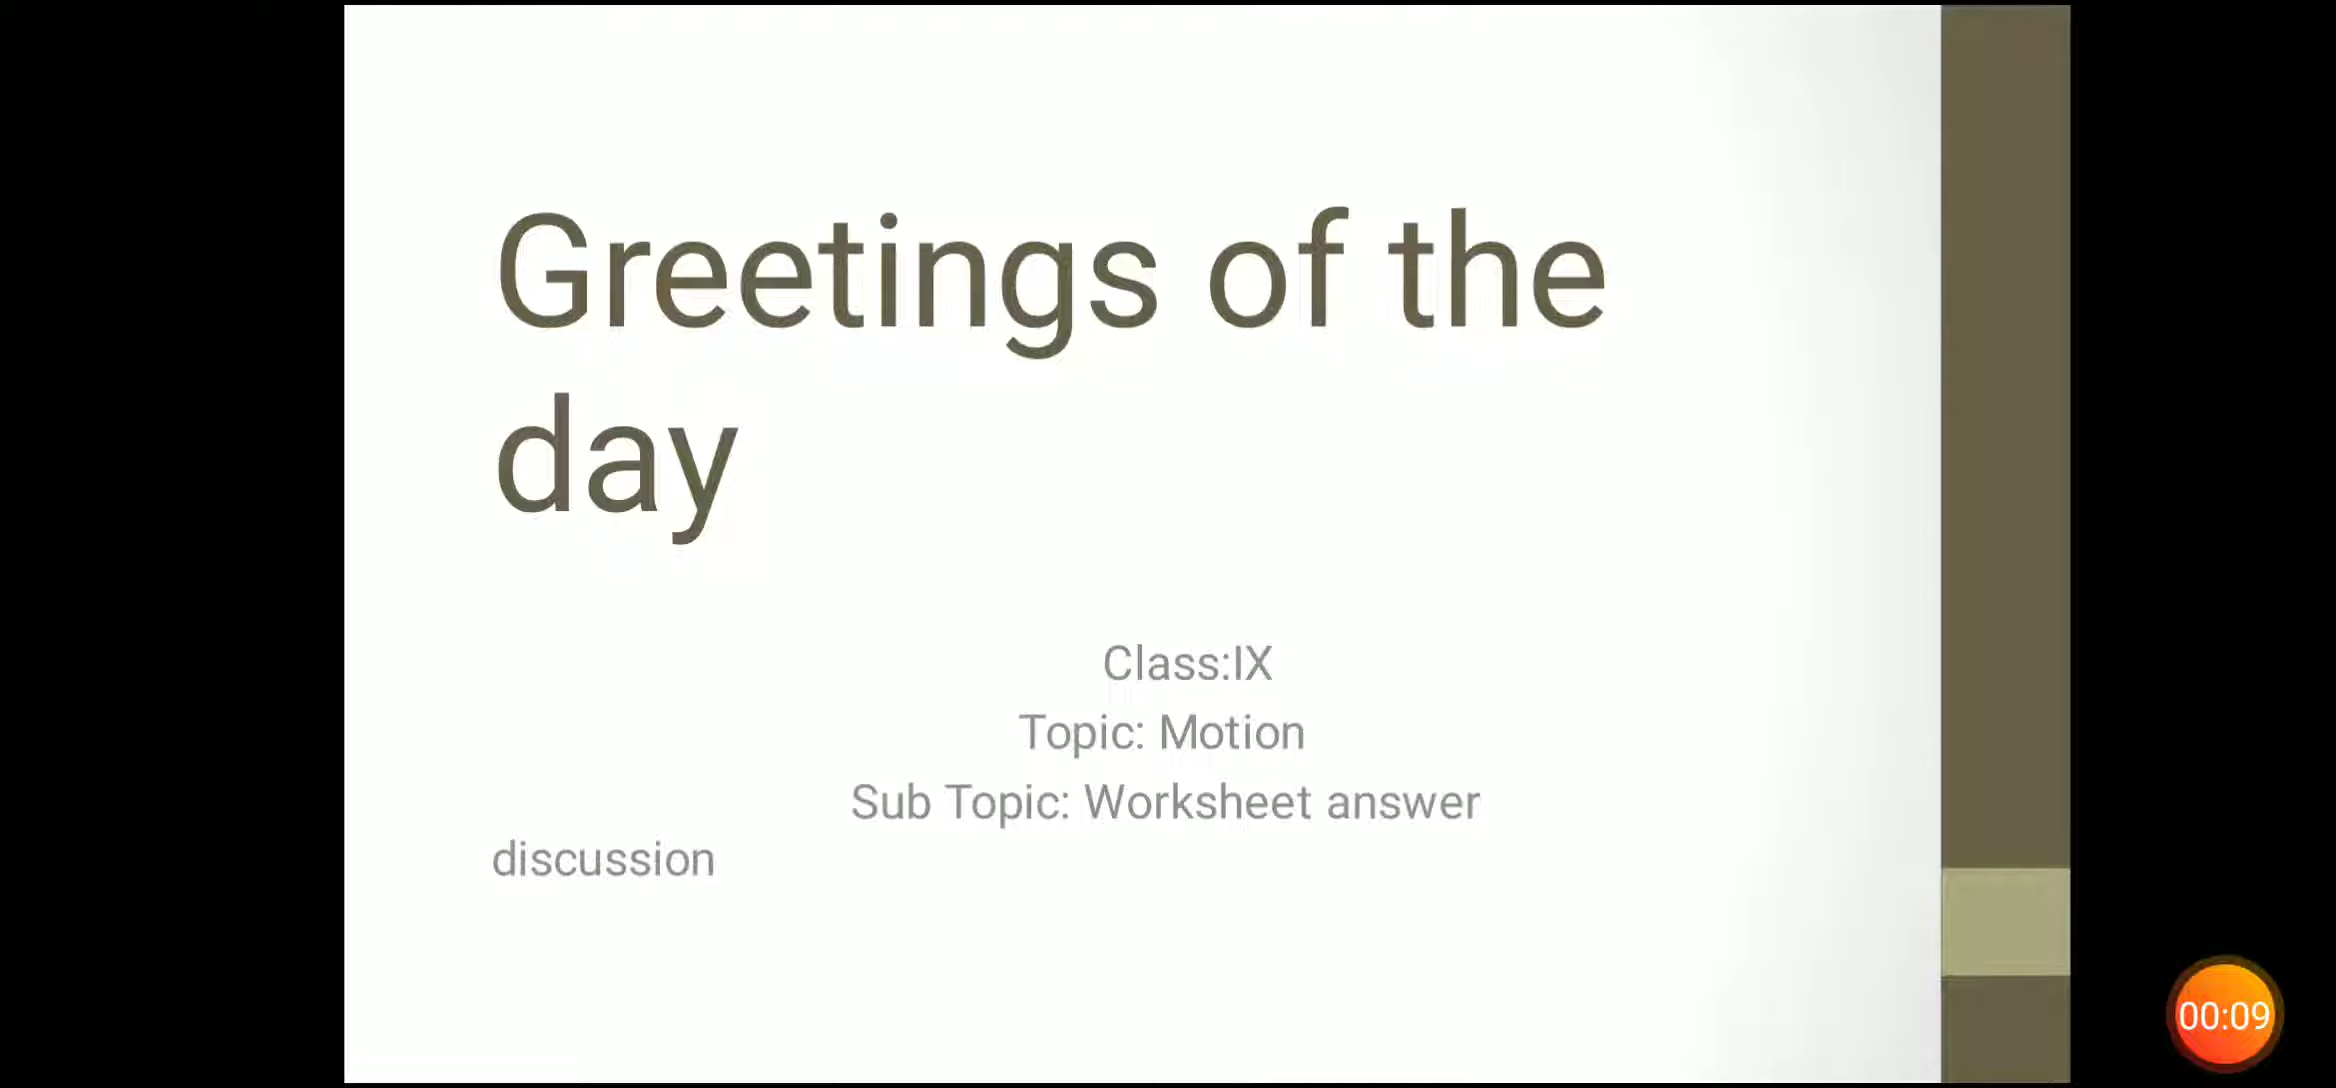 Greetings of the
day
Class:IX
Topic: Motion
Sub Topic: Worksheet answer
discussion
00:09